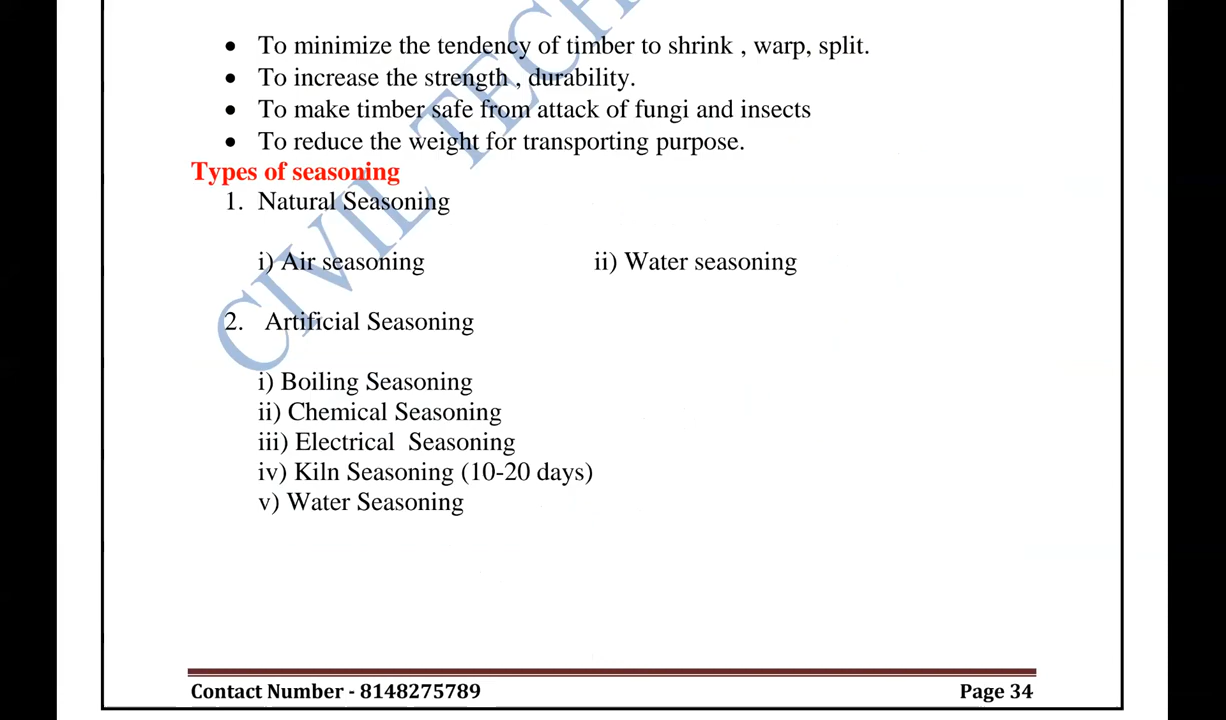 • To minimize the tendency of timber to shrink , warp, split.
• To increase the strength , durability.
• To make timber safe from attack of fungi and insects
• To reduce the weight for transporting purpose.
Types of seasoning
1. Natural Seasoning
i) Air seasoning ii) Water seasoning
2. Artificial Seasoning
i) Boiling Seasoning
ii) Chemical Seasoning
iii) Electrical Seasoning
iv) Kiln Seasoning (10-20 days)
v) Water Seasoning
CIVIL TECH
Contact Number - 8148275789 Page 34